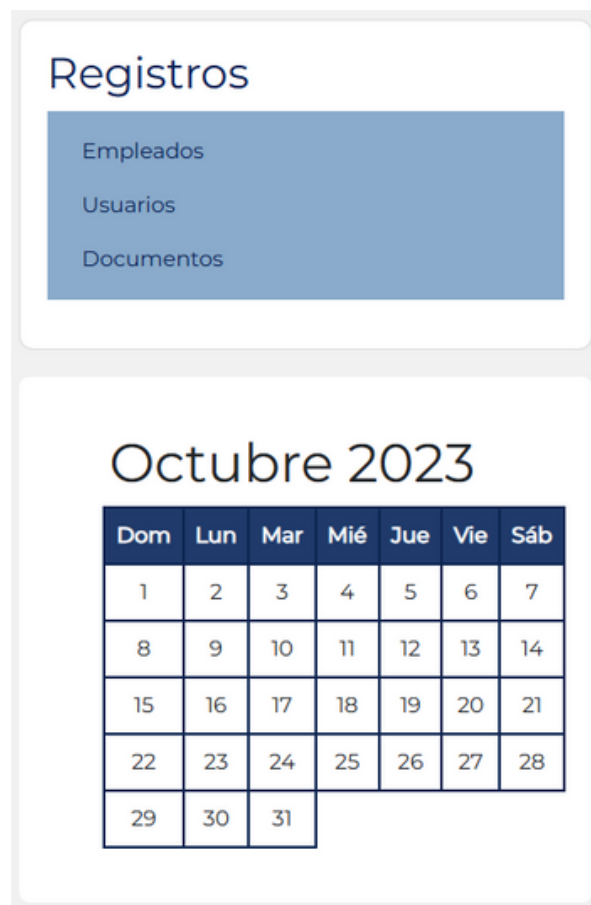 Registros
Empleados
Usuarios
Documentos
Octubre 2023
Dom Lun Mar Mié Jue Vie Sáb
1 2 3 4 5 6 7
8 9 10 11 12 13 14
15 16 17 18 19 20 21
22 23 24 25 26 27 28
29 30 31